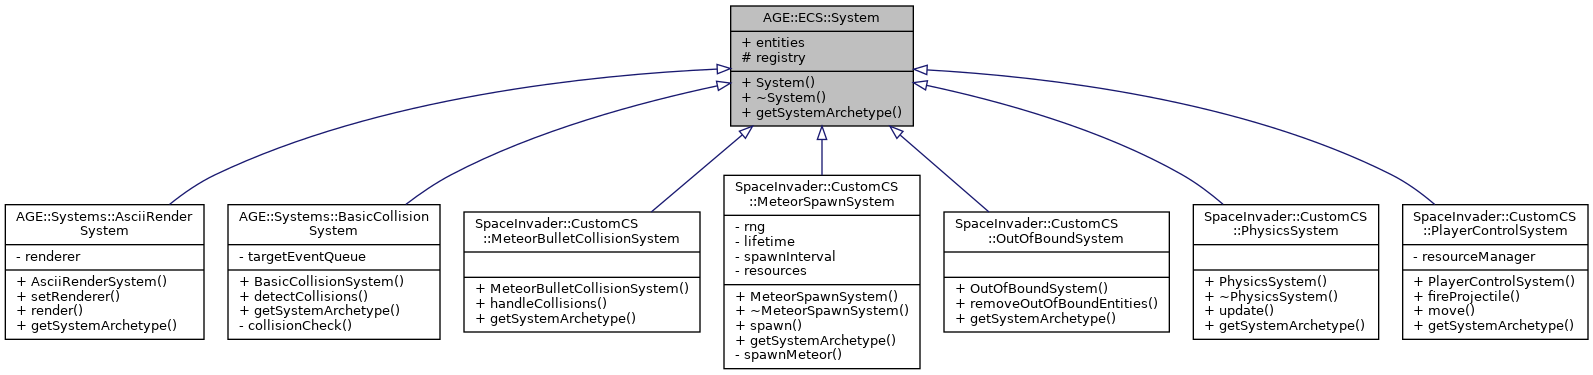 AGE::ECS::System
+ entities
# registry
+ System()
+ ~System()
+ getSystemArchetype()
AGE::Systems::AsciiRender
System
- renderer
+ AsciiRenderSystem()
+ setRenderer()
+ render()
+ getSystemArchetype()
AGE::Systems::BasicCollision
System
- targetEventQueue
+ BasicCollisionSystem()
+ detectCollisions()
+ getSystemArchetype()
- collisionCheck()
SpaceInvader::CustomCS
::MeteorBulletCollisionSystem
+ MeteorBulletCollisionSystem()
+ handleCollisions()
+ getSystemArchetype()
SpaceInvader::CustomCS
::MeteorSpawnSystem
- rng
- lifetime
- spawnInterval
- resources
+ MeteorSpawnSystem()
+ ~MeteorSpawnSystem()
+ spawn()
+ getSystemArchetype()
- spawnMeteor()
SpaceInvader::CustomCS
::OutOfBoundSystem
+ OutOfBoundSystem()
+ removeOutOfBoundEntities()
+ getSystemArchetype()
SpaceInvader::CustomCS
::PhysicsSystem
+ PhysicsSystem()
+ ~PhysicsSystem()
+ update()
+ getSystemArchetype()
SpaceInvader::CustomCS
::PlayerControlSystem
- resourceManager
+ PlayerControlSystem()
+ fireProjectile()
+ move()
+ getSystemArchetype()